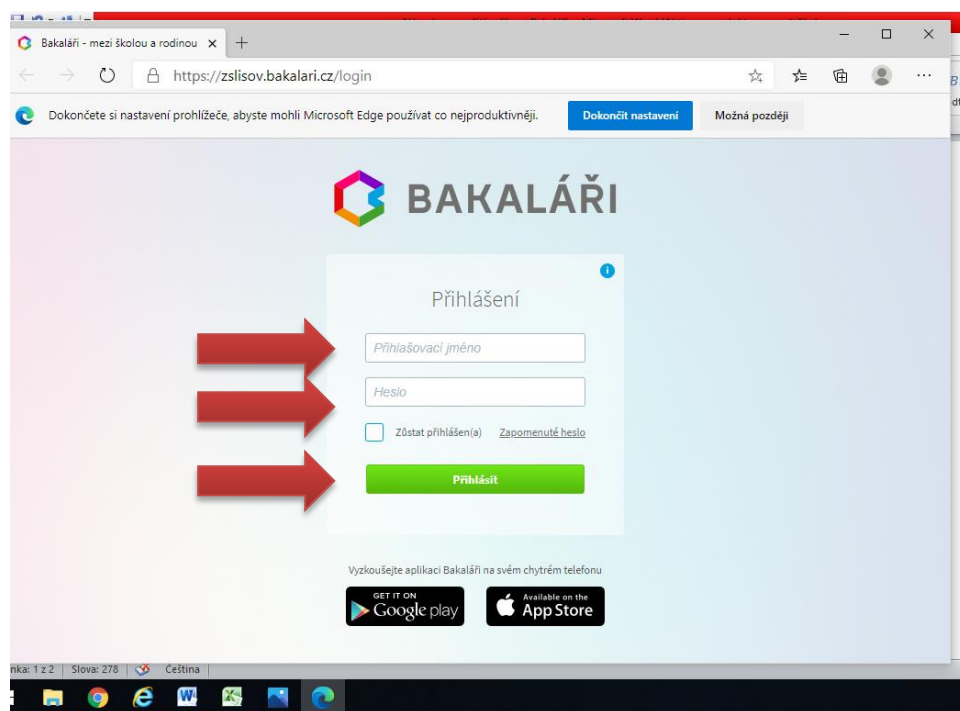 Bakaláři - mezi školou a rodinou
https://zslisov.bakalari.cz/login
Dokončete si nastavení prohlížeče, abyste mohli Microsoft Edge používat co nejproduktivněji.
Dokončit nastavení
Možná později
BAKALÁŘI
Přihlášení
Přihlašovací jméno
Heslo
Zůstat přihlášen(a)
Zapomenuté heslo
Přihlásit
Vyzkoušejte aplikaci Bakaláři na svém chytrém telefonu
GET IT ON
Google play
Available on the
App Store
nka: 1 z 2
Slova: 278
Čeština